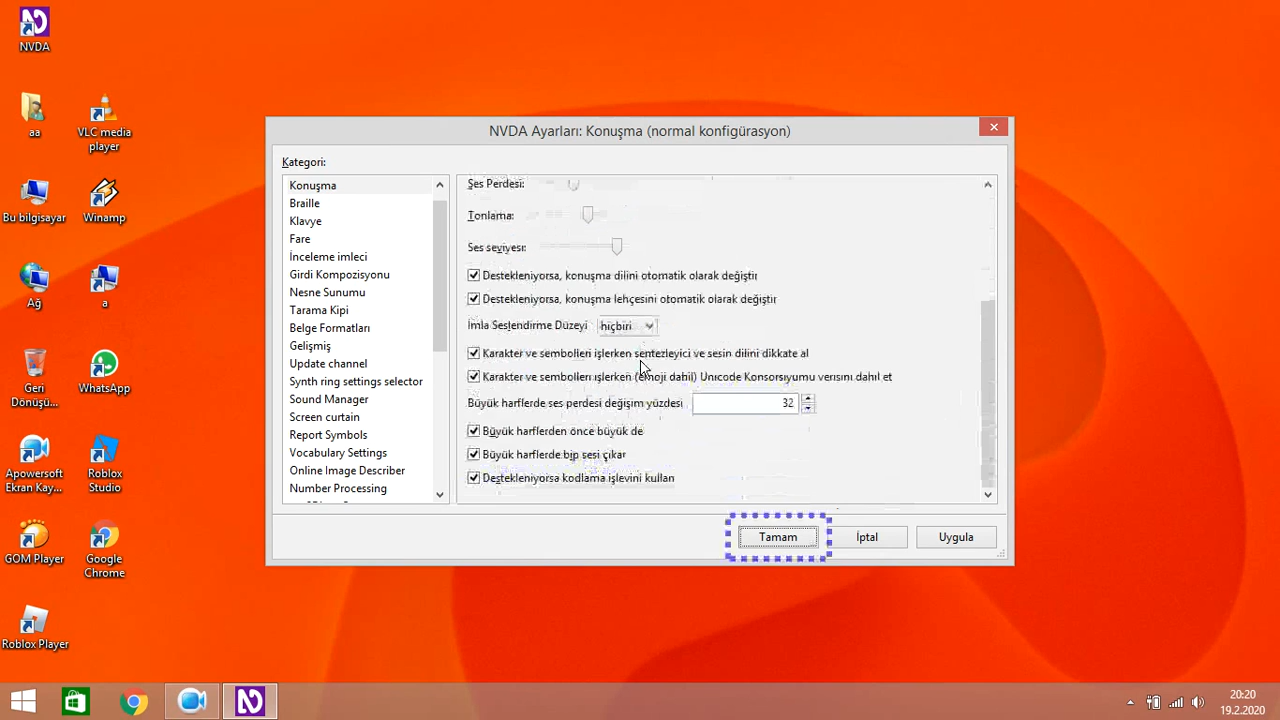 NVDA
aa
VLC media
player
Bu bilgisayar
Winamp
Ağ
a
Geri
Dönüşü...
WhatsApp
Apowersoft
Ekran Kay...
Roblox
Studio
GOM Player
Google
Chrome
Roblox Player
NVDA Ayarları: Konuşma (normal konfigürasyon)
Kategori:
Konuşma
Braille
Klavye
Fare
İnceleme imleci
Girdi Kompozisyonu
Nesne Sunumu
Tarama Kipi
Belge Formatları
Gelişmiş
Update channel
Synth ring settings selector
Sound Manager
Screen curtain
Report Symbols
Vocabulary Settings
Online Image Describer
Number Processing
Ses Perdesi:
Tonlama:
Ses seviyesi:
Destekleniyorsa, konuşma dilini otomatik olarak değiştir
Destekleniyorsa, konuşma lehçesini otomatik olarak değiştir
İmla Seslendirme Düzeyi hiçbiri
Karakter ve sembolleri işlerken sentezleyici ve sesin dilini dikkate al
Karakter ve sembolleri işlerken (emoji dahil) Unicode Konsorsiyumu verisini dahil et
Büyük harflerde ses perdesi değişim yüzdesi 32
Büyük harflerden önce büyük de
Büyük harflerde bip sesi çıkar
Destekleniyorsa kodlama işlevini kullan
Tamam
İptal
Uygula
20:20
19.2.2020